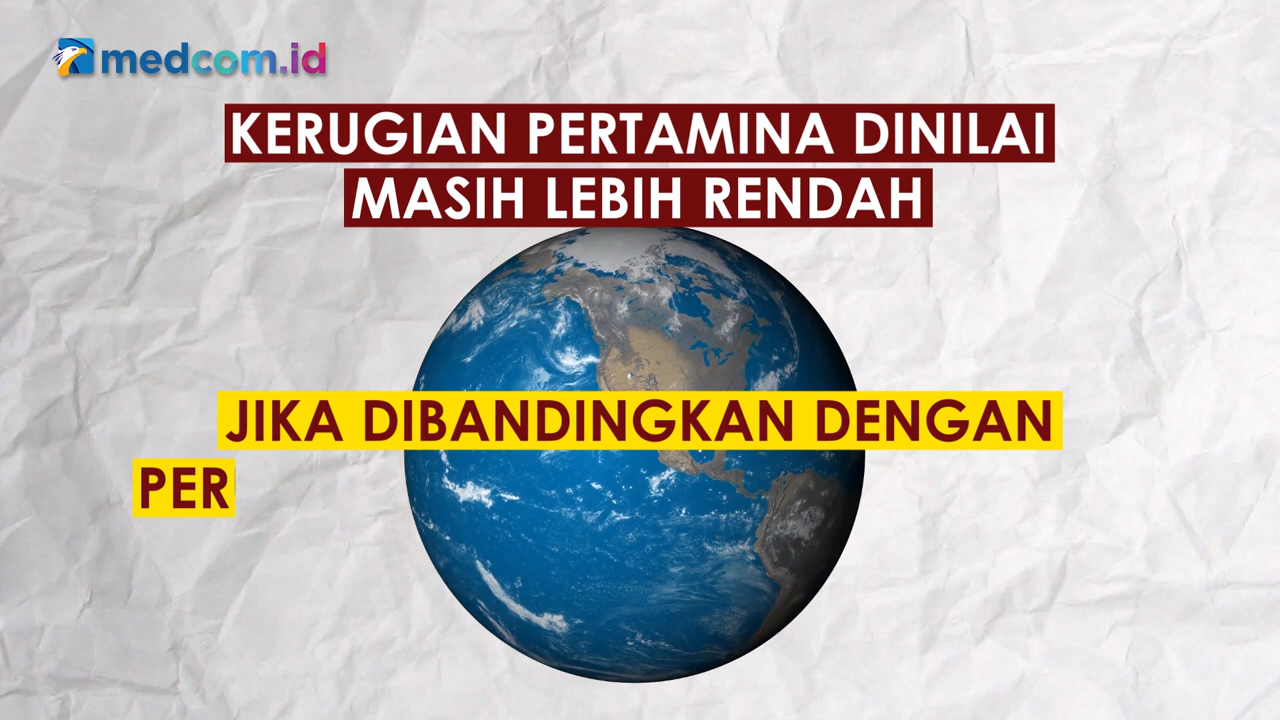 medcom.id
KERUGIAN PERTAMINA DINILAI
MASIH LEBIH RENDAH
JIKA DIBANDINGKAN DENGAN
PER